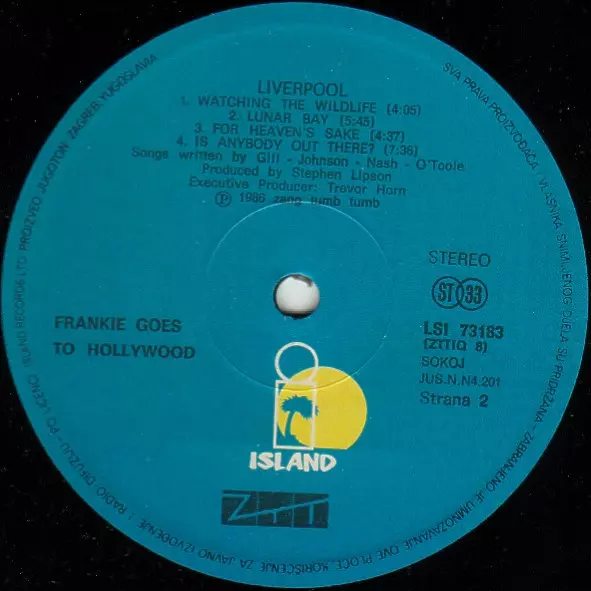 LIVERPOOL
1. WATCHING THE WILDLIFE (4:05)
2. LUNAR BAY (5:45)
3. FOR HEAVEN'S SAKE (4:37)
4. IS ANYBODY OUT THERE? (7:36)
Songs written by Gill - Johnson - Nash - O'Toole
Produced by Stephen Lipson
Executive Producer: Trevor Horn
℗ 1986 zang tumb tumb
STEREO
ST 33
LSI 73183
(ZTTIQ 8)
SOKOJ
JUS.N.N4.201
Strana 2
FRANKIE GOES
TO HOLLYWOOD
ISLAND
ZTT
SVA PRAVA PROIZVOĐAČA I VLASNIKA SNIMLJENOG DJELA SU PRIDRŽANA - ZABRANJENO JE UMNOŽAVANJE OVE PLOČE, KORIŠĆENJE ZA JAVNO IZVOĐENJE I RADIO DIFUZIJU - PO LICENCI ISLAND RECORDS LTD PROIZVEO JUGOTON ZAGREB YUGOSLAVIA